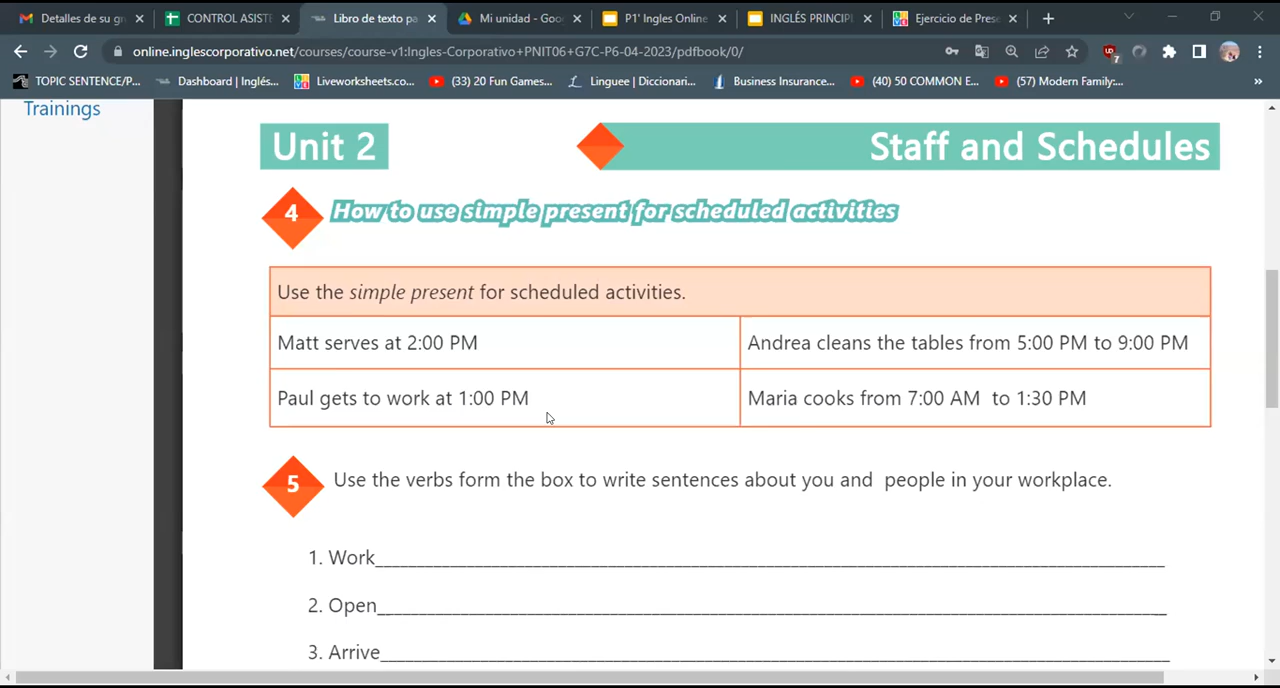 Detalles de su gr
CONTROL ASISTE
Libro de texto pa
Mi unidad - Goo
P1' Ingles Online
INGLÉS PRINCIPI
Ejercicio de Pres
online.inglescorporativo.net/courses/course-v1:Ingles-Corporativo+PNIT06+G7C-P6-04-2023/pdfbook/0/
TOPIC SENTENCE/P...
Dashboard | Inglés...
Liveworksheets.co...
(33) 20 Fun Games...
Linguee | Diccionari...
Business Insurance...
(40) 50 COMMON E...
(57) Modern Family:...
Trainings
Unit 2
Staff and Schedules
4 How to use simple present for scheduled activities
Use the simple present for scheduled activities.
Matt serves at 2:00 PM
Andrea cleans the tables from 5:00 PM to 9:00 PM
Paul gets to work at 1:00 PM
Maria cooks from 7:00 AM to 1:30 PM
5 Use the verbs form the box to write sentences about you and people in your workplace.
1. Work
2. Open
3. Arrive